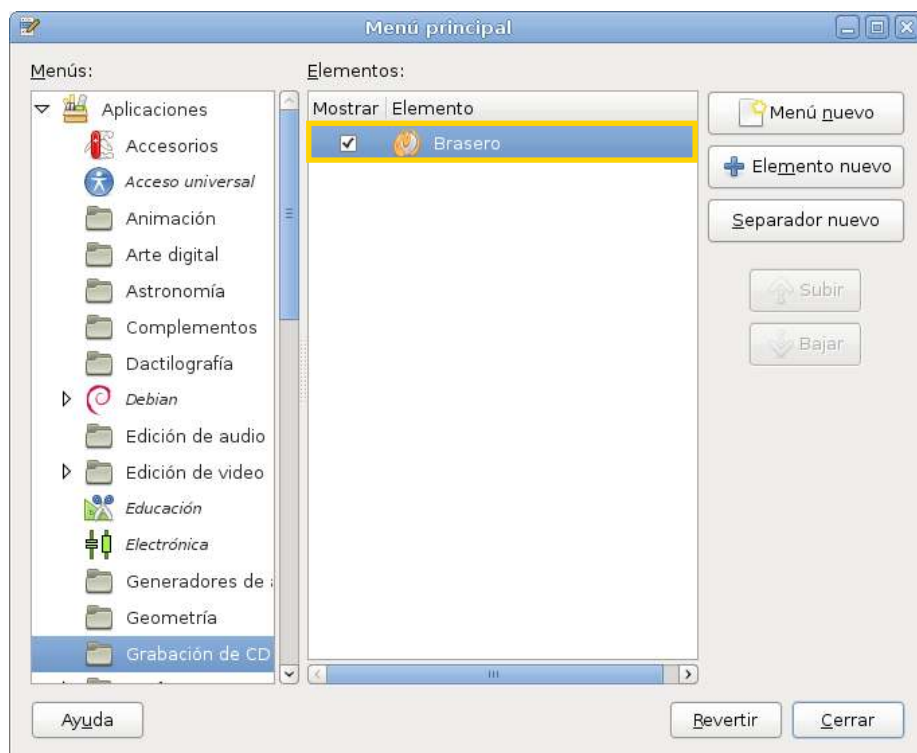 Menú principal
Menús:
Elementos:
Aplicaciones
Accesorios
Acceso universal
Animación
Arte digital
Astronomía
Complementos
Dactilografía
Debian
Edición de audio
Edición de video
Educación
Electrónica
Generadores de
Geometría
Grabación de CD
Mostrar Elemento
Brasero
Menú nuevo
Elemento nuevo
Separador nuevo
Subir
Bajar
Ayuda
Revertir
Cerrar